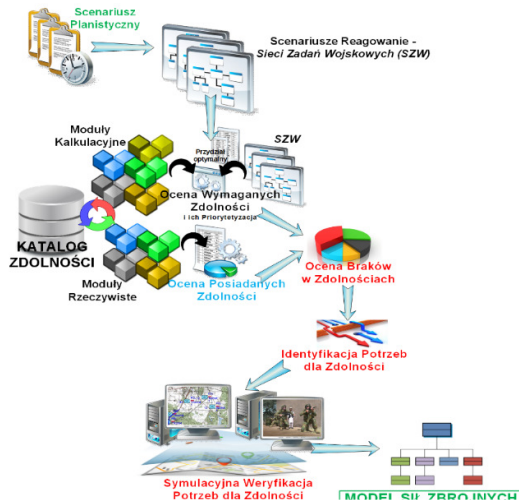 Scenariusz
Planistyczny
Scenariusze Reagowanie -
Sieci Zadań Wojskowych (SZW)
Moduły
Kalkulacyjne
Przydział
optymalny
SZW
Ocena Wymaganych
Zdolności
i ich Priorytetyzacja
KATALOG
ZDOLNOŚCI
Moduły
Rzeczywiste
Ocena Posiadanych
Zdolności
Ocena Braków
w Zdolnościach
Identyfikacja Potrzeb
dla Zdolności
Symulacyjna Weryfikacja
Potrzeb dla Zdolności
MODEL SIŁ ZBROJNYCH